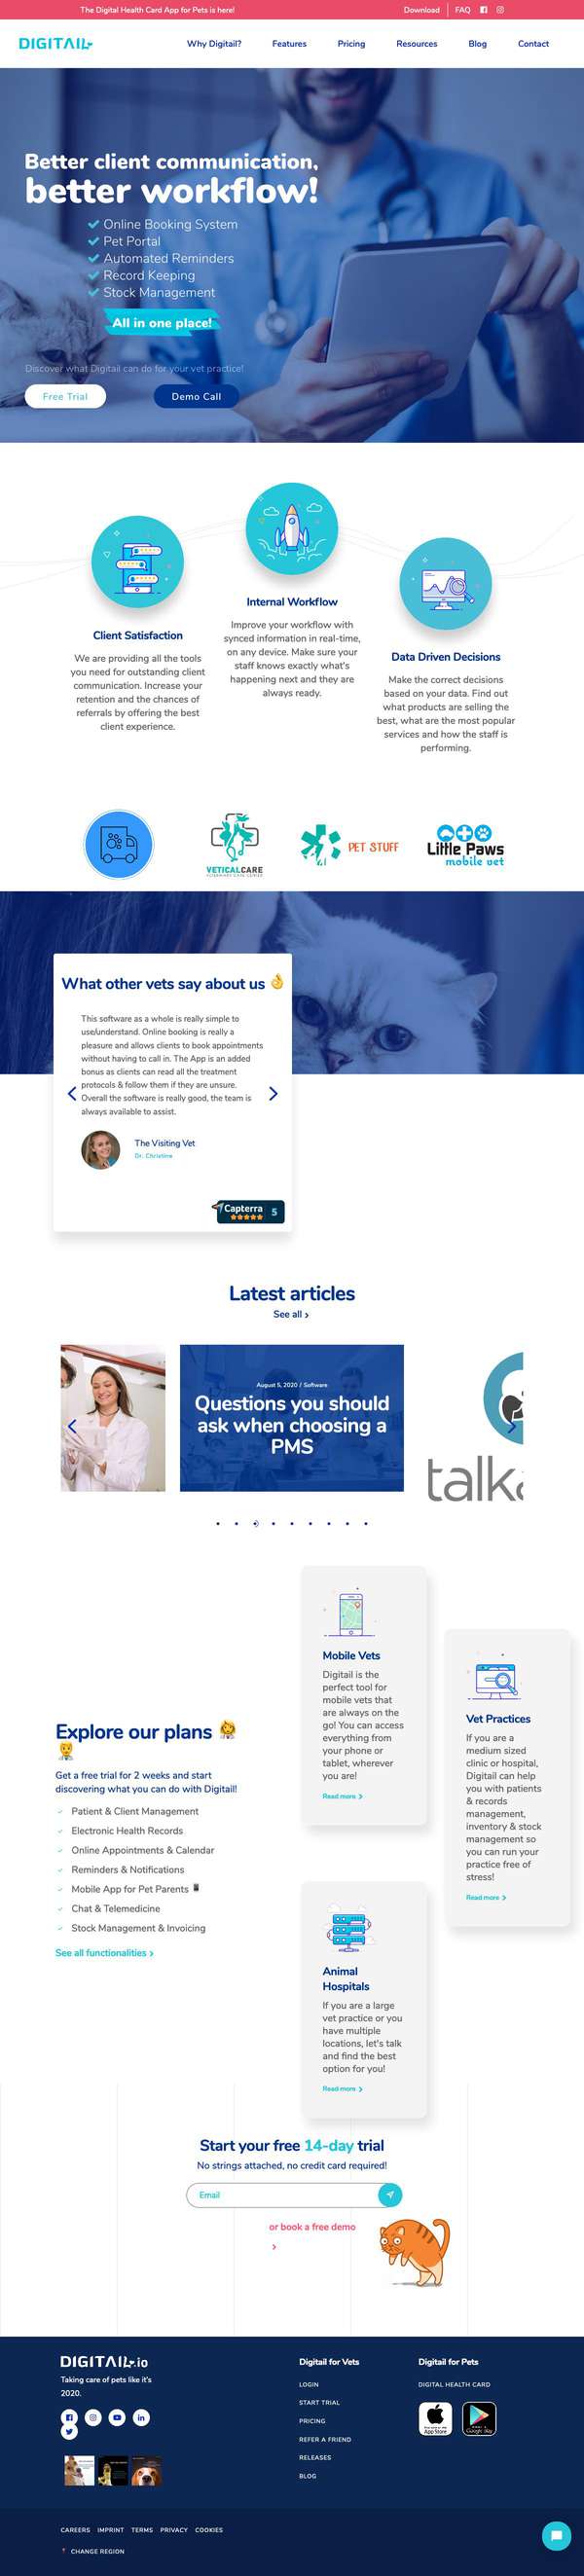 The Digital Health Card App for Pets is here!
Download
FAQ
DIGITAIL
Why Digitail?
Features
Pricing
Resources
Blog
Contact
Better client communication,
better workflow!
Online Booking System
Pet Portal
Automated Reminders
Record Keeping
Stock Management
All in one place!
Discover what Digitail can do for your vet practice!
Free Trial
Demo Call
Client Satisfaction
We are providing all the tools
you need for outstanding client
communication. Increase your
retention and the chances of
referrals by offering the best
client experience.
Internal Workflow
Improve your workflow with
synced information in real-time,
on any device. Make sure your
staff knows exactly what's
happening next and they are
always ready.
Data Driven Decisions
Make the correct decisions
based on your data. Find out
what products are selling the
best, what are the most popular
services and how the staff is
performing.
VETICALCARE
PET STUFF
Little Paws
mobile vet
What other vets say about us
This software as a whole is really simple to
use/understand. Online booking is really a
pleasure and allows clients to book appointments
without having to call in. The App is an added
bonus as clients can read all the treatment
protocols & follow them if they are unsure.
Overall the software is really good, the team is
always available to assist.
The Visiting Vet
Dr. Christine
Capterra
5
Latest articles
See all
August 5, 2020 / Software
Questions you should
ask when choosing a
PMS
talk
Explore our plans
Get a free trial for 2 weeks and start
discovering what you can do with Digitail!
Patient & Client Management
Electronic Health Records
Online Appointments & Calendar
Reminders & Notifications
Mobile App for Pet Parents
Chat & Telemedicine
Stock Management & Invoicing
See all functionalities
Mobile Vets
Digitail is the
perfect tool for
mobile vets that
are always on the
go! You can access
everything from
your phone or
tablet, wherever
you are!
Read more
Vet Practices
If you are a
medium sized
clinic or hospital,
Digitail can help
you with patients
& records
management,
inventory & stock
management so
you can run your
practice free of
stress!
Read more
Animal
Hospitals
If you are a large
vet practice or you
have multiple
locations, let's talk
and find the best
option for you!
Read more
Start your free 14-day trial
No strings attached, no credit card required!
Email
or book a free demo
DIGITAIL.io
Taking care of pets like it's
2020.
Digitail for Vets
LOGIN
START TRIAL
PRICING
REFER A FRIEND
RELEASES
BLOG
Digitail for Pets
DIGITAL HEALTH CARD
App Store
Google Play
CAREERS
IMPRINT
TERMS
PRIVACY
COOKIES
CHANGE REGION